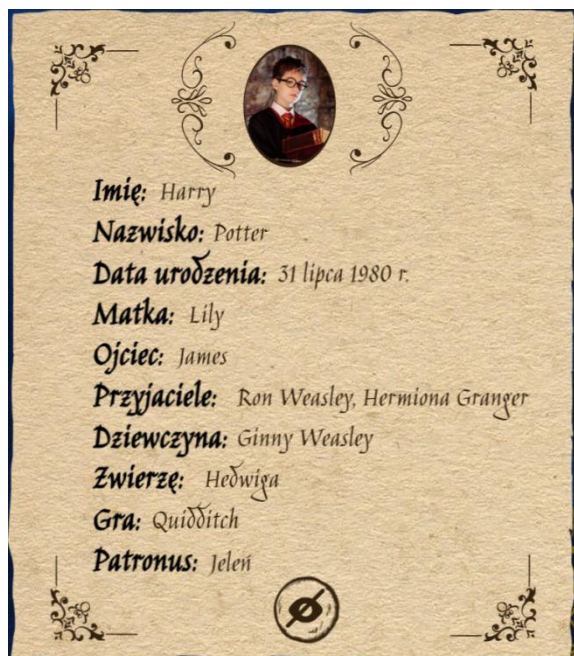 Imię: Harry
Nazwisko: Potter
Data urodzenia: 31 lipca 1980 r.
Matka: Lily
Ojciec: James
Przyjaciele: Ron Weasley, Hermiona Granger
Dziewczyna: Ginny Weasley
Zwierzę: Hedwiga
Gra: Quidditch
Patronus: Jeleń